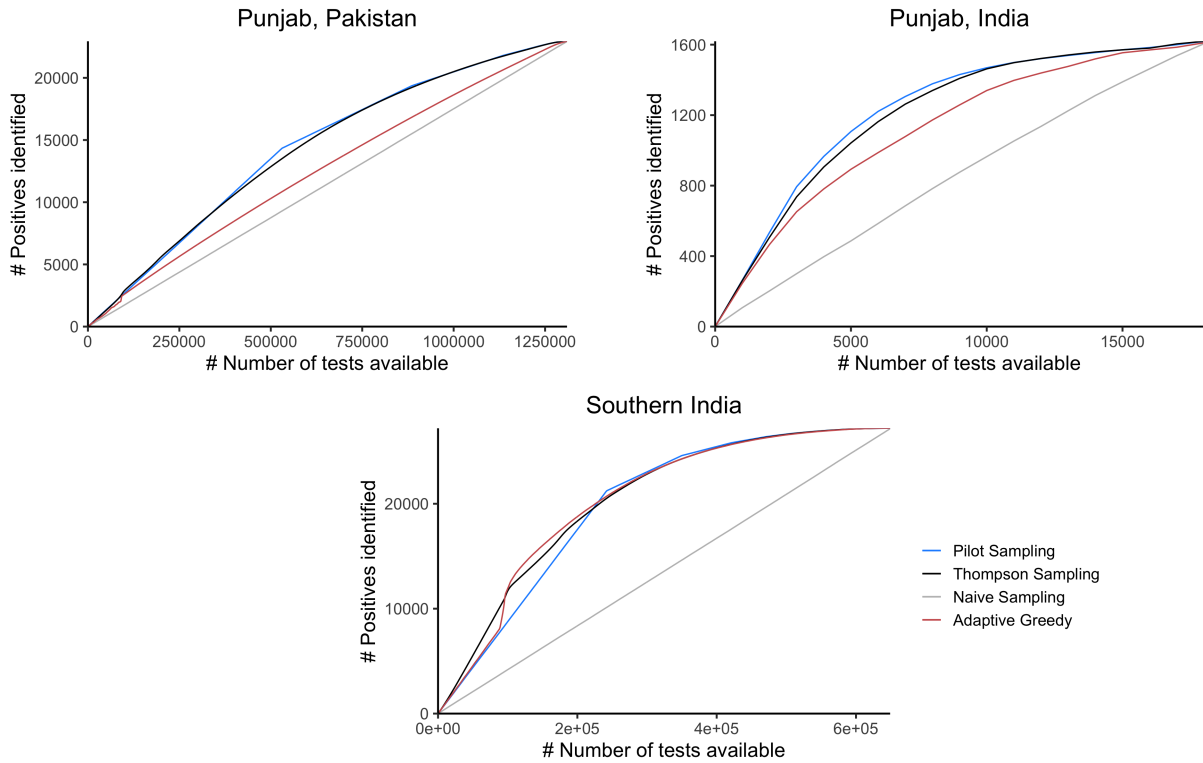 Punjab, Pakistan
# Positives identified
20000
15000
10000
5000
0
0 250000 500000 750000 1000000 1250000
# Number of tests available
Punjab, India
# Positives identified
1600
1200
800
400
0
0 5000 10000 15000
# Number of tests available
Southern India
# Positives identified
20000
10000
0
0e+00 2e+05 4e+05 6e+05
# Number of tests available
Pilot Sampling
Thompson Sampling
Naive Sampling
Adaptive Greedy